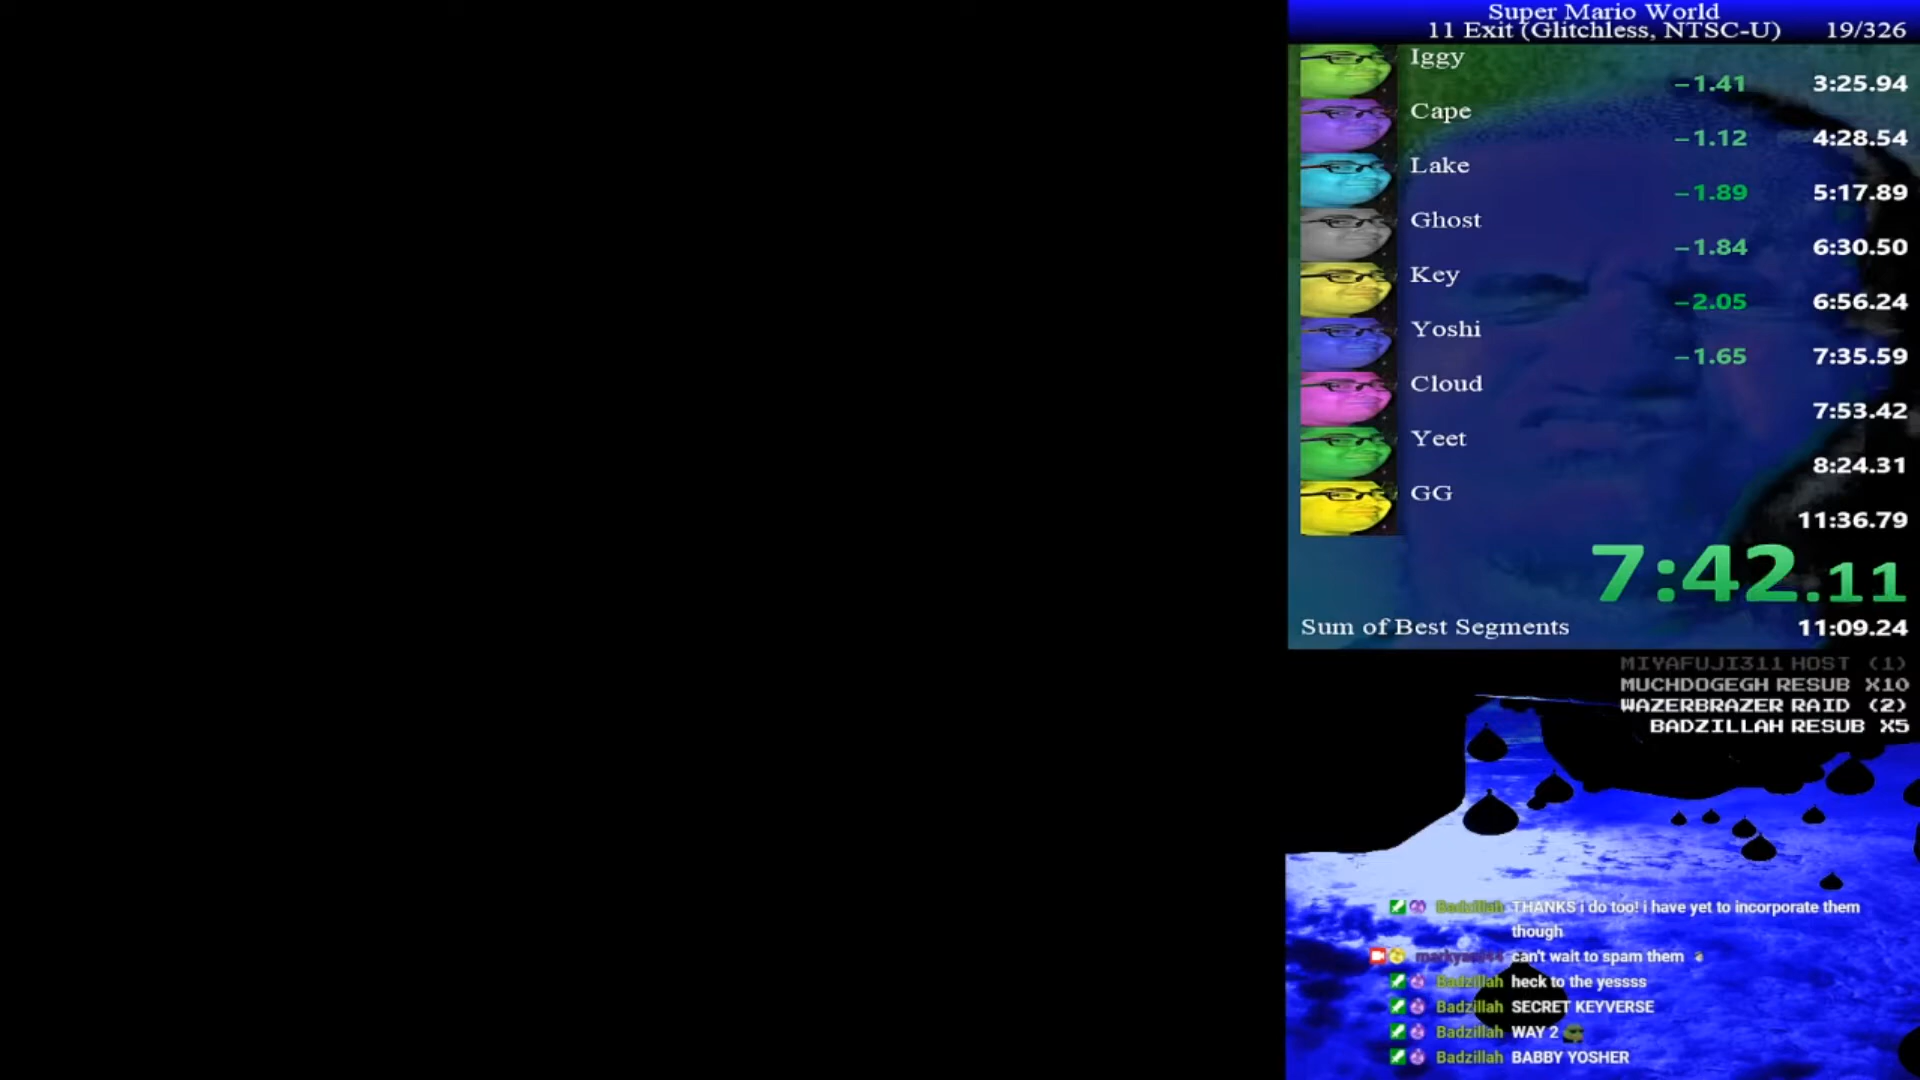 Super Mario World
11 Exit (Glitchless, NTSC-U) 19/326
Iggy
-1.41 3:25.94
Cape
-1.12 4:28.54
Lake
-1.89 5:17.89
Ghost
-1.84 6:30.50
Key
-2.05 6:56.24
Yoshi
-1.65 7:35.59
Cloud
7:53.42
Yeet
8:24.31
GG
11:36.79
7:42.11
Sum of Best Segments 11:09.24
MIYAFUJI311 HOST (1)
MUCHDOGEGH RESUB X10
WAZERBRAZER RAID (2)
BADZILLAH RESUB X5
Badzillah THANKS i do too! i have yet to incorporate them
though
can't wait to spam them
Badzillah heck to the yessss
Badzillah SECRET KEYVERSE
Badzillah WAY 2
Badzillah BABBY YOSHER